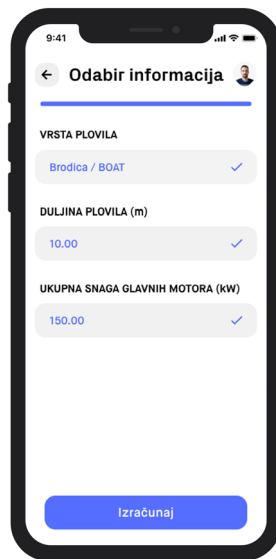 9:41
Odabir informacija
VRSTA PLOVILA
Brodica / BOAT
DULJINA PLOVILA (m)
10.00
UKUPNA SNAGA GLAVNIH MOTORA (kW)
150.00
Izračunaj